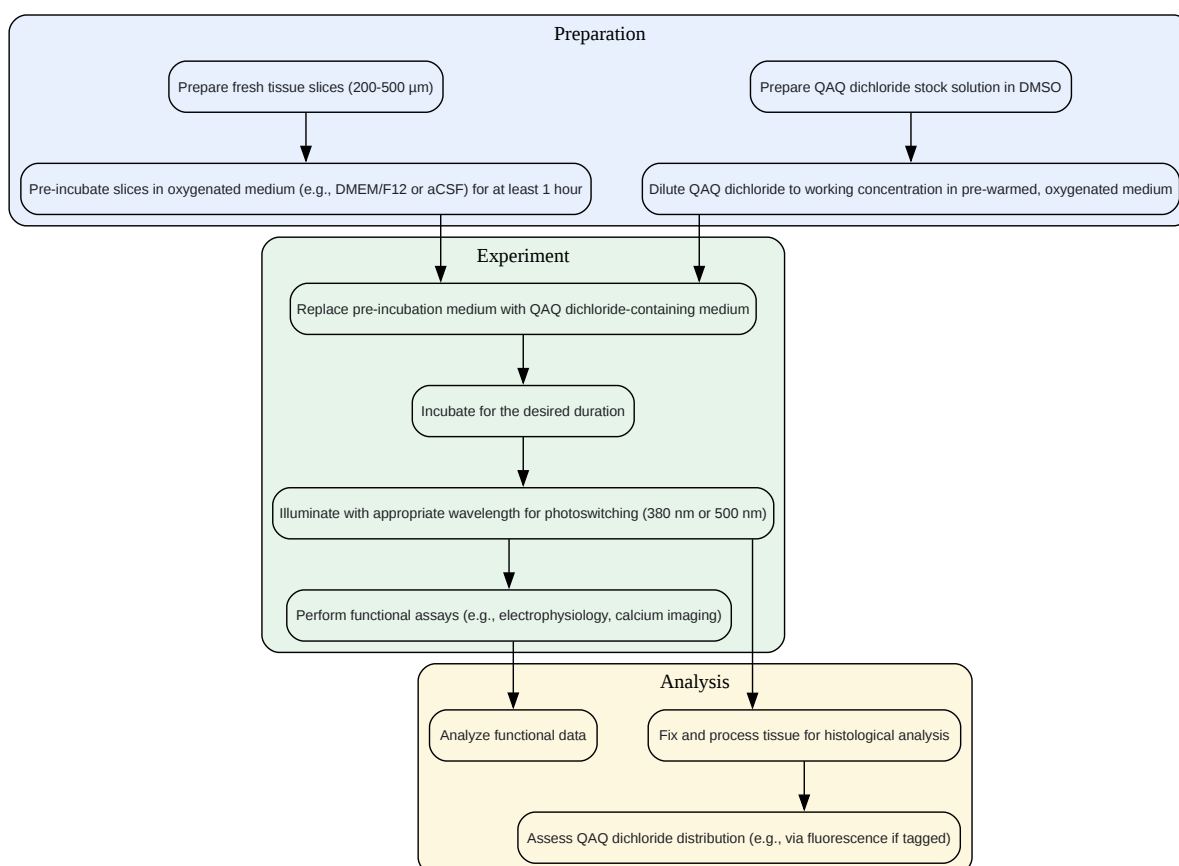 Preparation
Prepare fresh tissue slices (200-500 µm)
Prepare QAQ dichloride stock solution in DMSO
Pre-incubate slices in oxygenated medium (e.g., DMEM/F12 or aCSF) for at least 1 hour
Dilute QAQ dichloride to working concentration in pre-warmed, oxygenated medium
Experiment
Replace pre-incubation medium with QAQ dichloride-containing medium
Incubate for the desired duration
Illuminate with appropriate wavelength for photoswitching (380 nm or 500 nm)
Perform functional assays (e.g., electrophysiology, calcium imaging)
Analysis
Analyze functional data
Fix and process tissue for histological analysis
Assess QAQ dichloride distribution (e.g., via fluorescence if tagged)